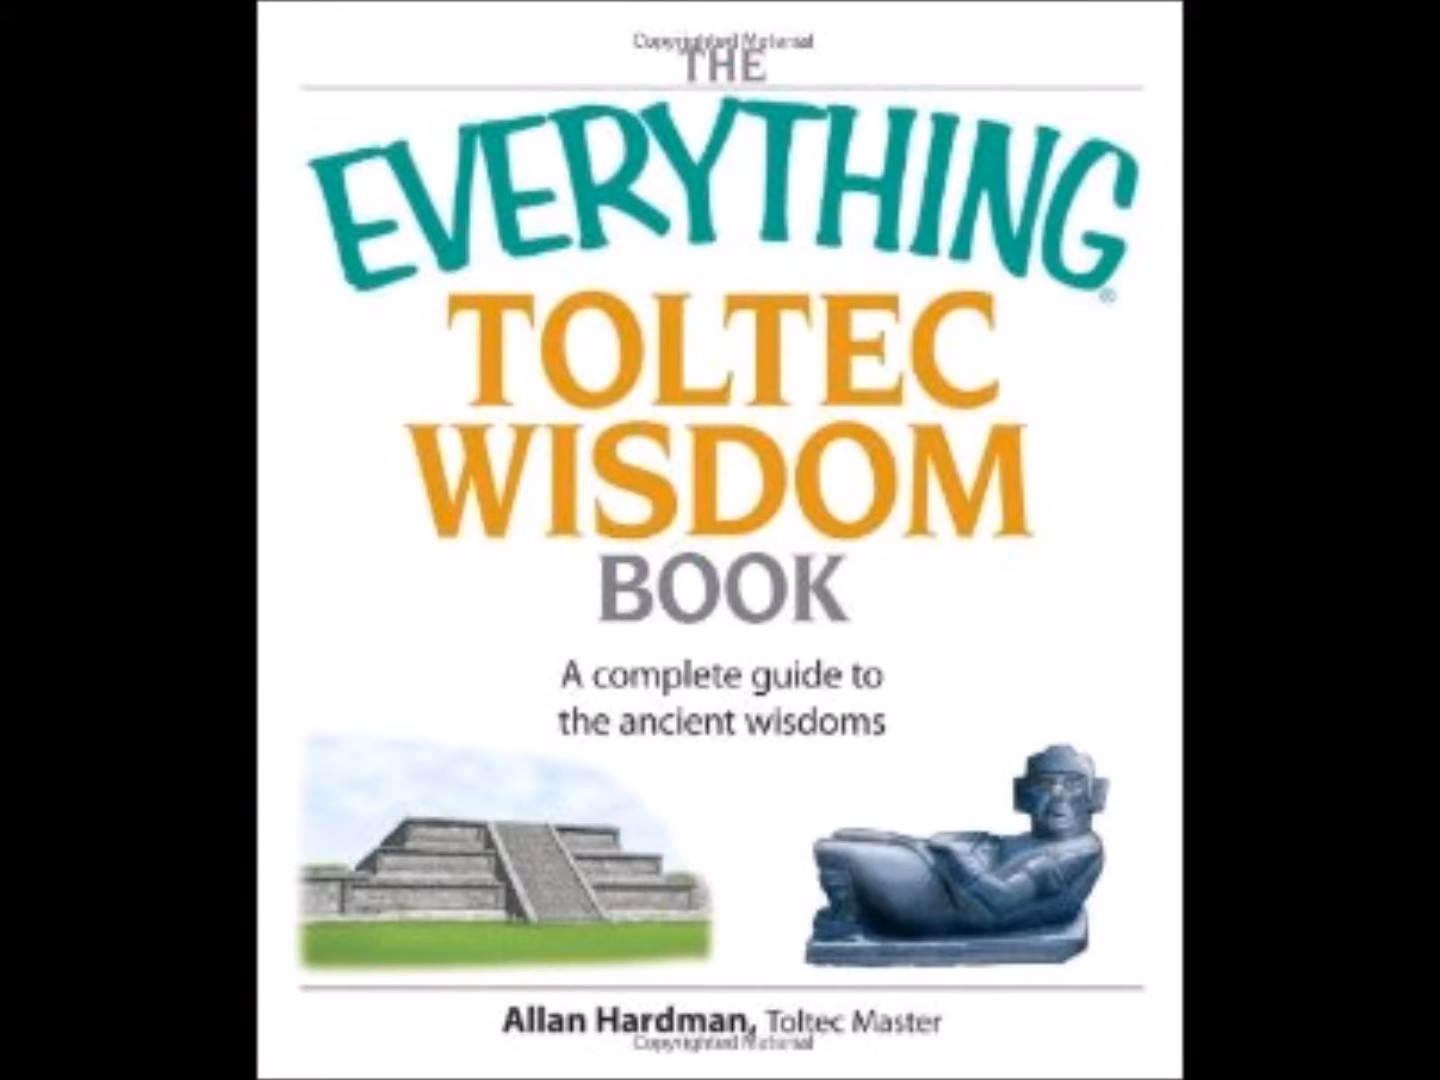 Copyrighted Material
THE
EVERYTHING®
TOLTEC
WISDOM
BOOK
A complete guide to
the ancient wisdoms
Allan Hardman, Toltec Master
Copyrighted Material